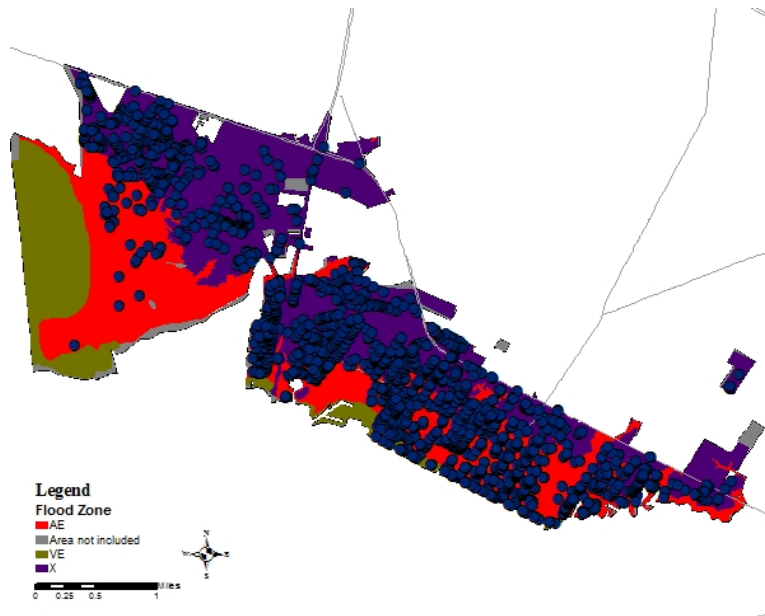 Legend
Flood Zone
AE
Area not included
VE
X
N
W E
S
0 0.25 0.5 1 Miles